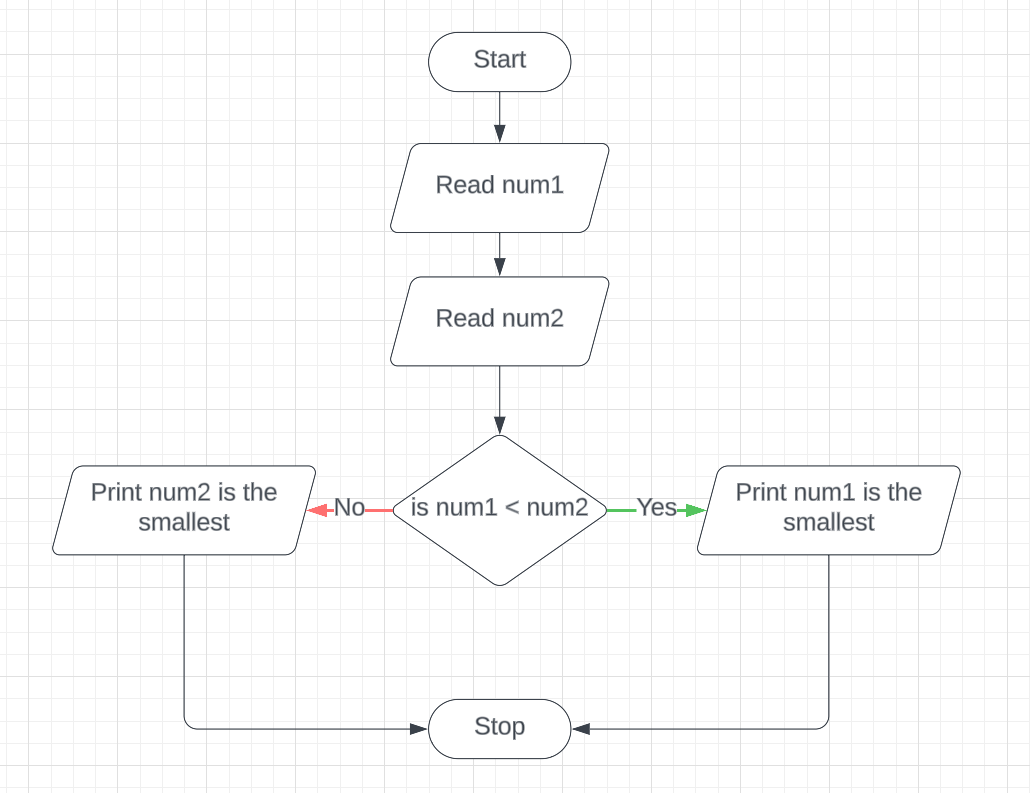 Start
Read num1
Read num2
is num1 < num2
No
Yes
Print num2 is the
smallest
Print num1 is the
smallest
Stop